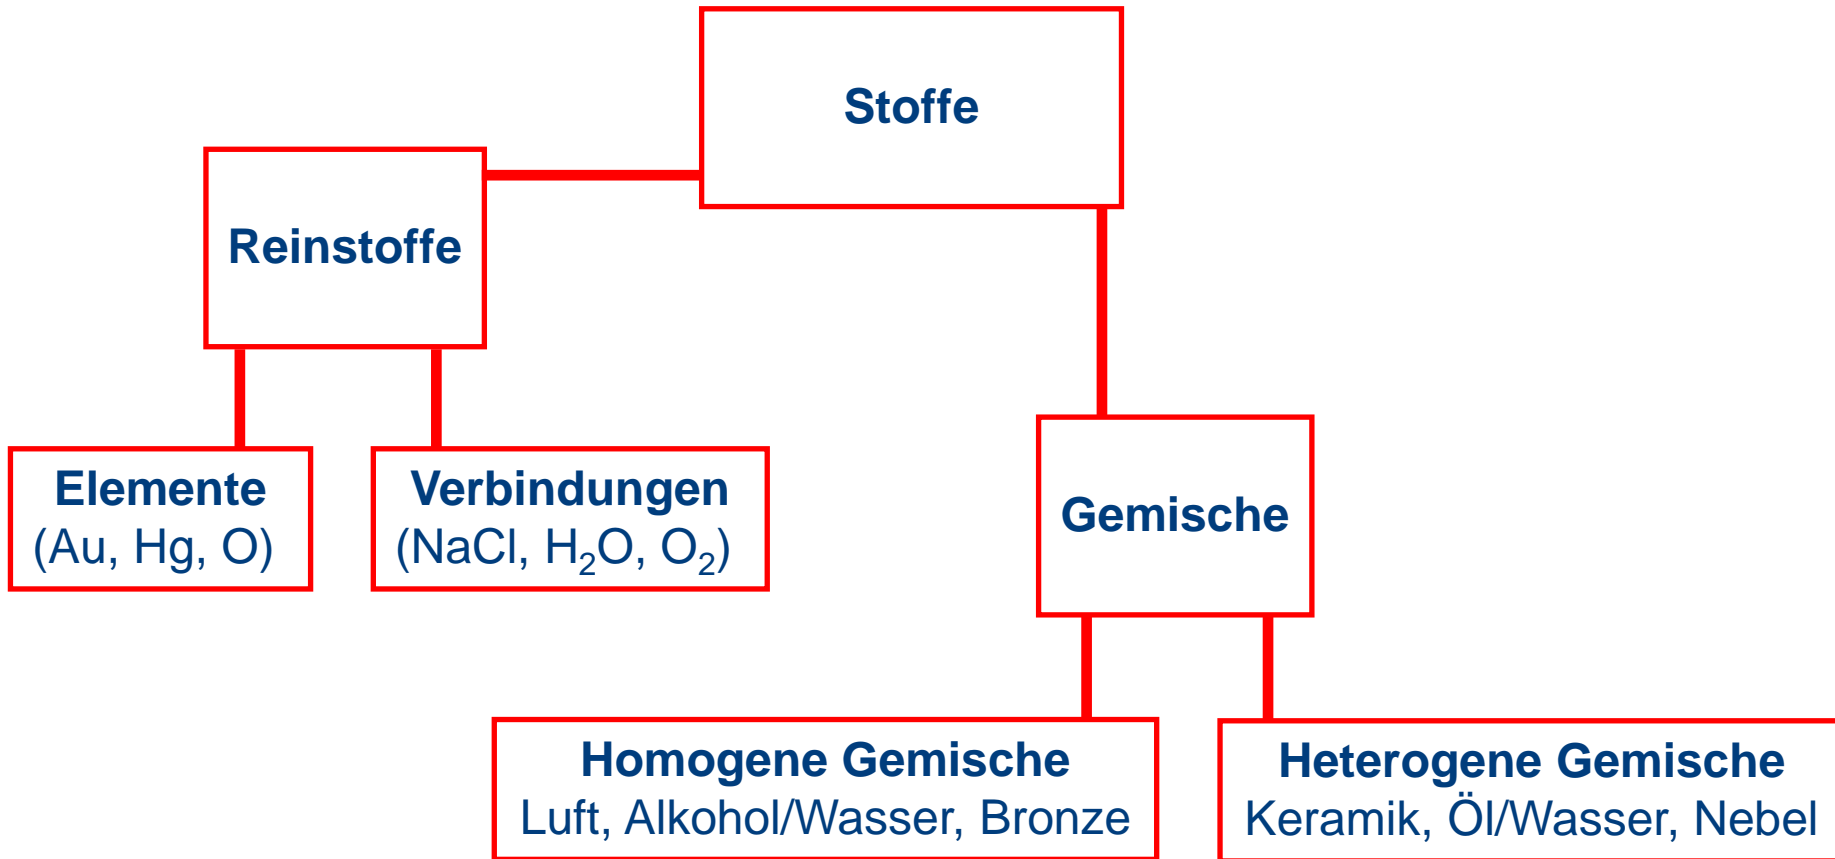 Stoffe
Reinstoffe
Elemente
(Au, Hg, O)
Verbindungen
(NaCl, H₂O, O₂)
Gemische
Homogene Gemische
Luft, Alkohol/Wasser, Bronze
Heterogene Gemische
Keramik, Öl/Wasser, Nebel